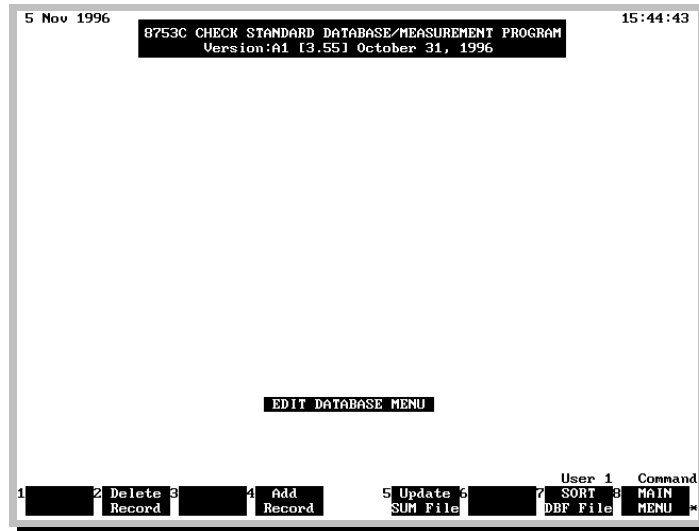 5 Nov 1996 15:44:43
8753C CHECK STANDARD DATABASE/MEASUREMENT PROGRAM
Version:A1 [3.55] October 31, 1996
EDIT DATABASE MENU
User 1 Command
1 2 Delete 3 4 Add 5 Update 6 7 SORT 8 MAIN
Record Record SUM File DBF File MENU *